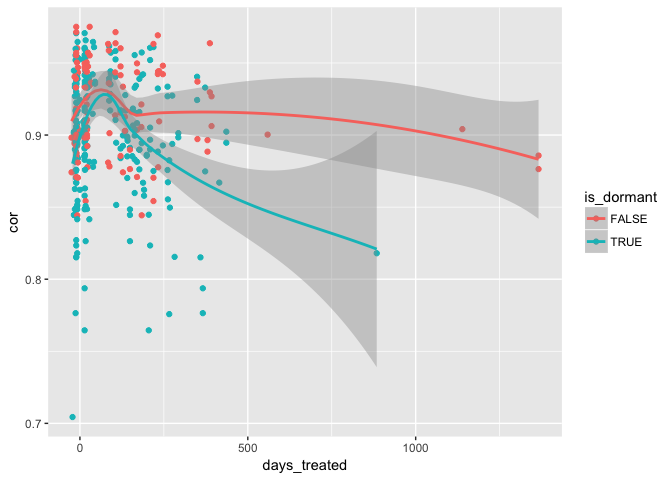 0.9
0.8
0.7
cor
0
500
1000
days_treated
is_dormant
FALSE
TRUE